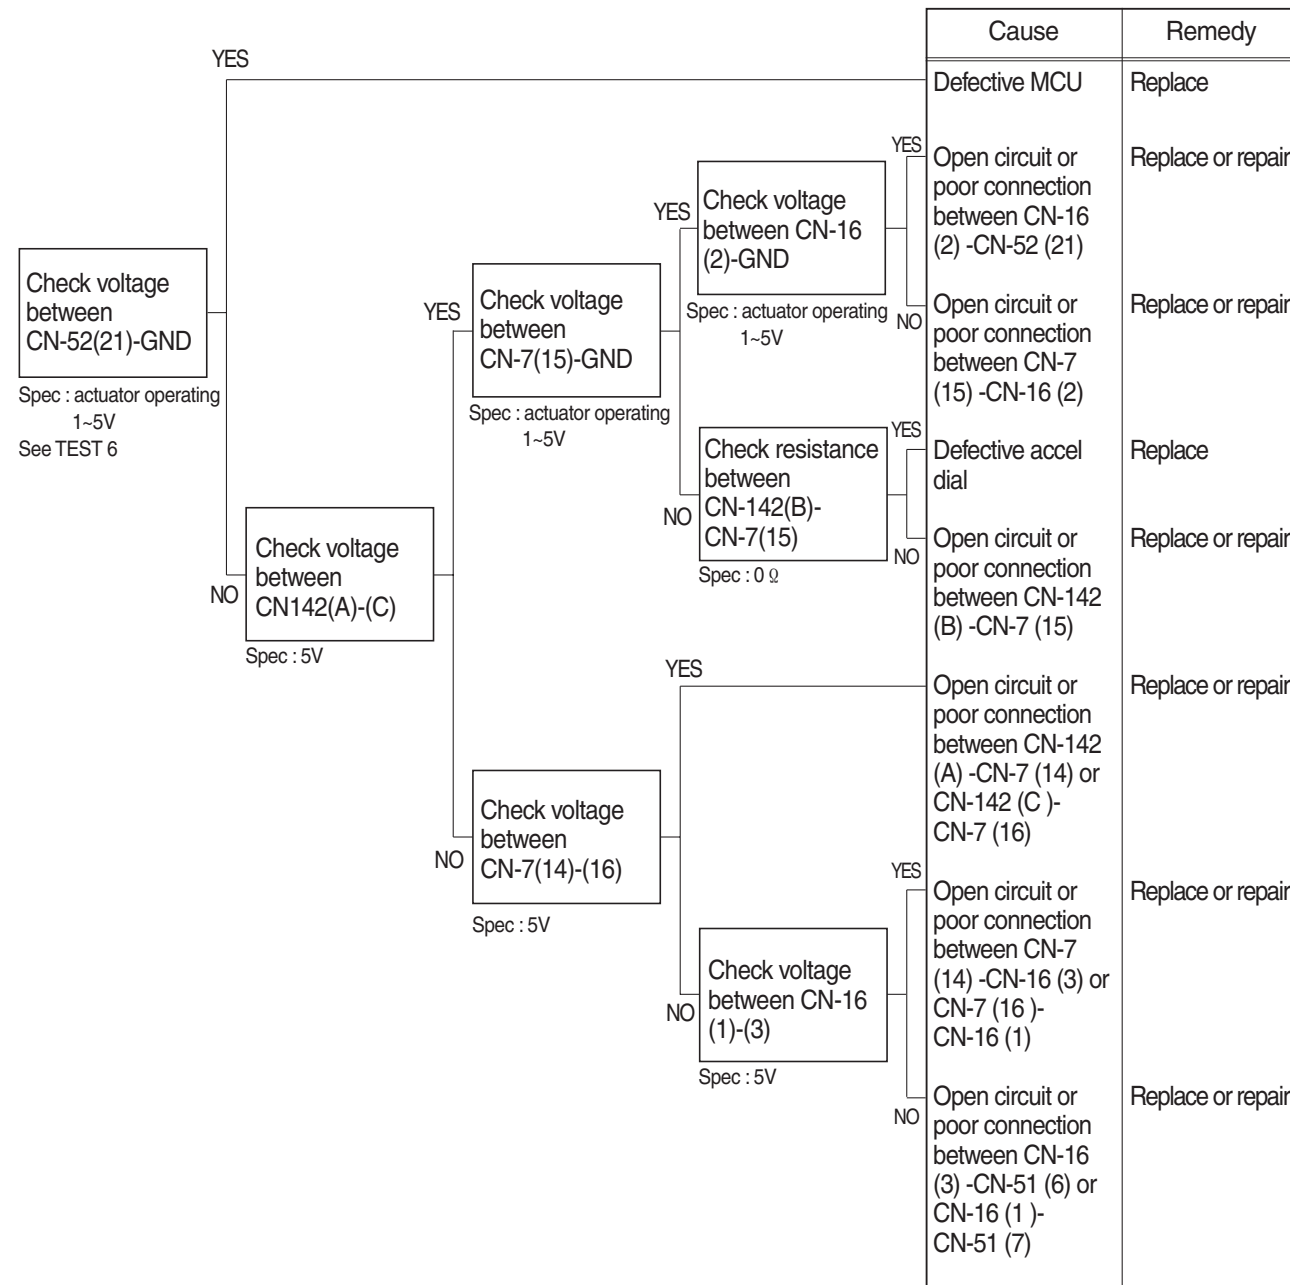 Cause
Remedy
YES
Defective MCU
Replace
YES
Open circuit or
poor connection
between CN-16
(2) -CN-52 (21)
Replace or repair
YES
Check voltage
between CN-16
(2)-GND
Spec : actuator operating
1~5V
NO
Open circuit or
poor connection
between CN-7
(15) -CN-16 (2)
Replace or repair
Check voltage
between
CN-52(21)-GND
Spec : actuator operating
1~5V
See TEST 6
YES
Check voltage
between
CN-7(15)-GND
Spec : actuator operating
1~5V
YES
Defective accel
dial
Replace
NO
Check resistance
between
CN-142(B)-
CN-7(15)
Spec : 0 Ω
NO
Open circuit or
poor connection
between CN-142
(B) -CN-7 (15)
Replace or repair
NO
Check voltage
between
CN142(A)-(C)
Spec : 5V
YES
Open circuit or
poor connection
between CN-142
(A) -CN-7 (14) or
CN-142 (C )-
CN-7 (16)
Replace or repair
NO
Check voltage
between
CN-7(14)-(16)
Spec : 5V
YES
Open circuit or
poor connection
between CN-7
(14) -CN-16 (3) or
CN-7 (16 )-
CN-16 (1)
Replace or repair
NO
Check voltage
between CN-16
(1)-(3)
Spec : 5V
NO
Open circuit or
poor connection
between CN-16
(3) -CN-51 (6) or
CN-16 (1 )-
CN-51 (7)
Replace or repair